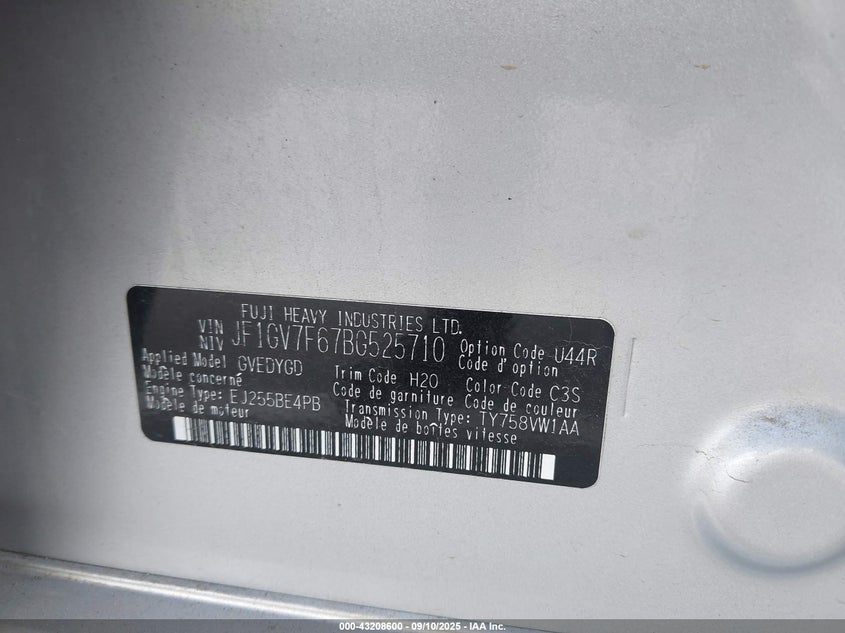 FUJI HEAVY INDUSTRIES LTD.
VIN
NIV
JF1GV7F67BG525710
Option Code U44R
Code d'option
Applied Model GVEDYGD
Modèle concerné
Trim Code H20
Code de garniture
Color Code C3S
Code de couleur
Engine Type: EJ255BE4PB
Modèle de moteur
Transmission Type: TY758VW1AA
Modèle de boîtes vitesse
000-43208600 - 09/10/2025 - IAA Inc.